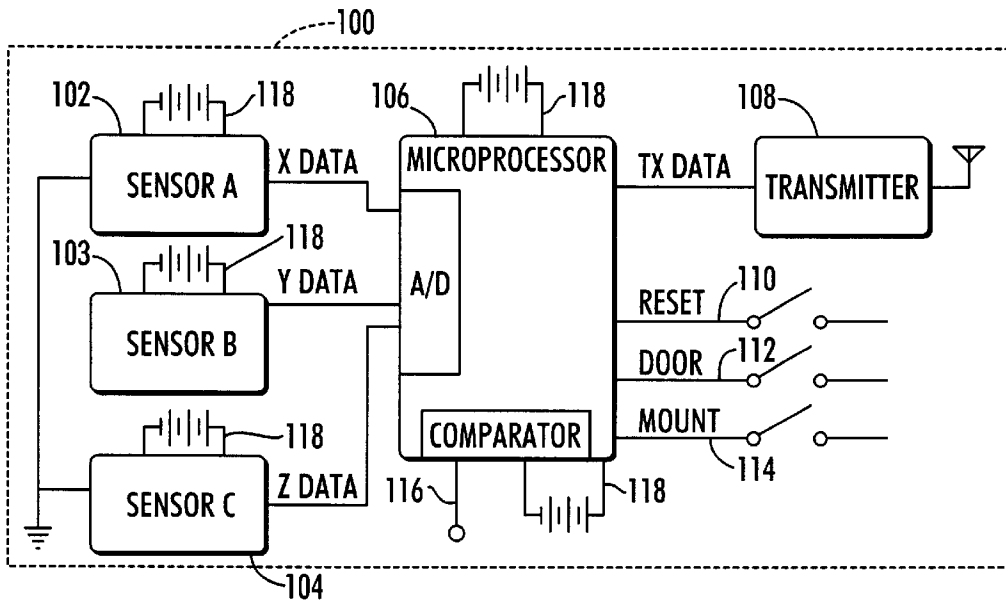 100
102
118
SENSOR A
X DATA
103
118
SENSOR B
Y DATA
118
SENSOR C
Z DATA
104
106
118
MICROPROCESSOR
A/D
COMPARATOR
116
118
TX DATA
108
TRANSMITTER
RESET
110
DOOR
112
MOUNT
114